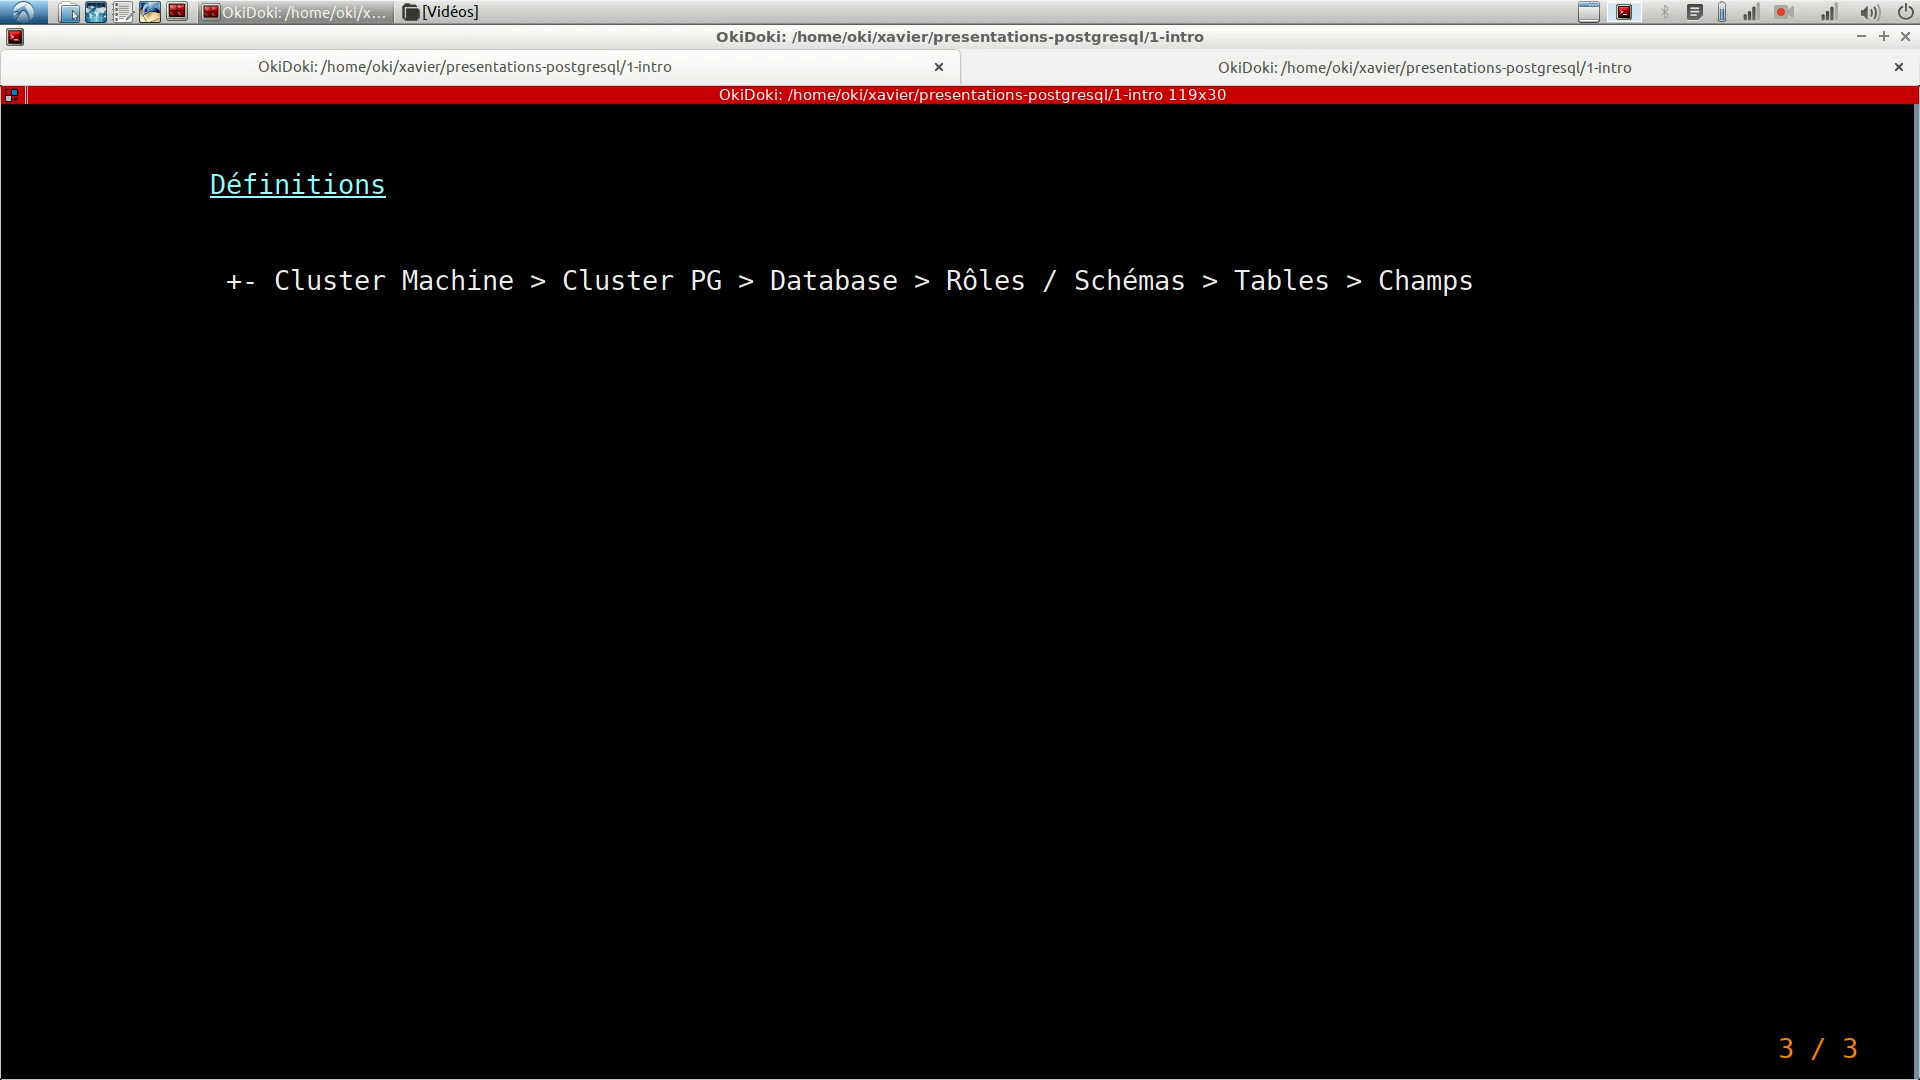 OkiDoki: /home/oki/x... [Vidéos]
OkiDoki: /home/oki/xavier/presentations-postgresql/1-intro
OkiDoki: /home/oki/xavier/presentations-postgresql/1-intro
OkiDoki: /home/oki/xavier/presentations-postgresql/1-intro
OkiDoki: /home/oki/xavier/presentations-postgresql/1-intro 119x30
Définitions
+- Cluster Machine > Cluster PG > Database > Rôles / Schémas > Tables > Champs
3 / 3